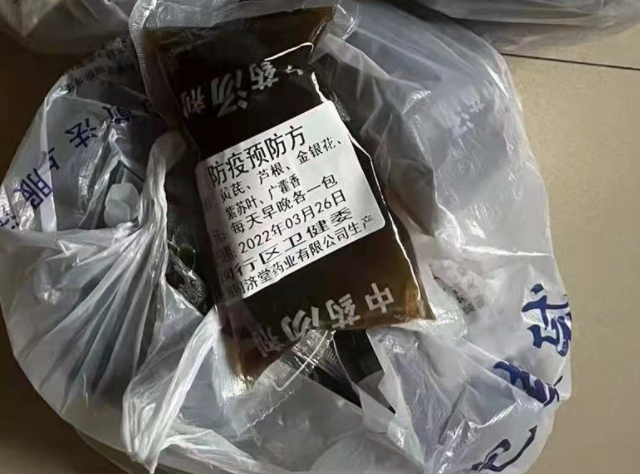 中药汤剂
防疫预防方
黄芪、芦根、金银花、
紫苏叶、广藿香
每天早晚各一包
2022年03月26日
行区卫健委
济堂药业有限公司生产
中药汤剂